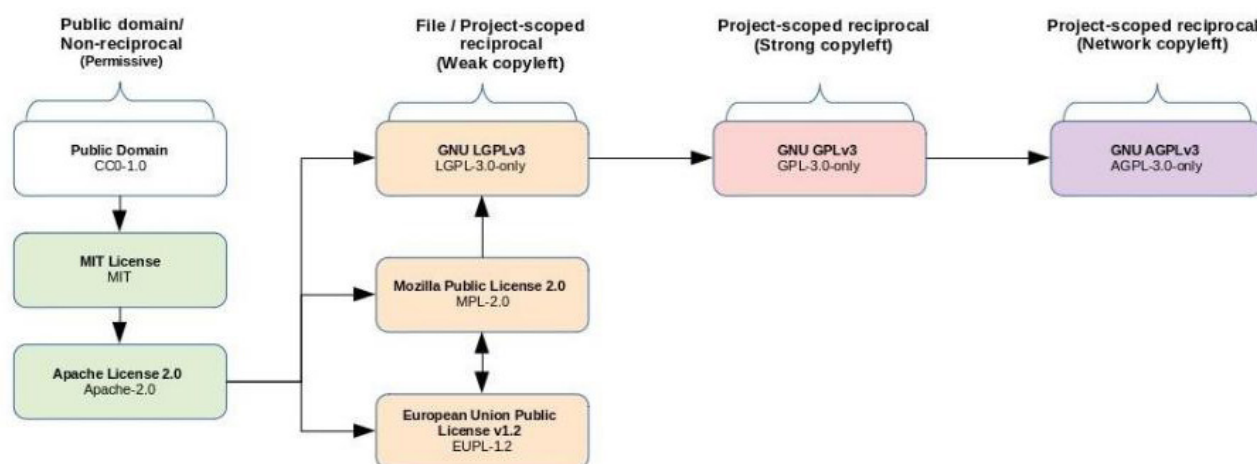 Public domain/
Non-reciprocal
(Permissive)
File / Project-scoped
reciprocal
(Weak copyleft)
Project-scoped reciprocal
(Strong copyleft)
Project-scoped reciprocal
(Network copyleft)
Public Domain
CC0-1.0
GNU LGPLv3
LGPL-3.0-only
GNU GPLv3
GPL-3.0-only
GNU AGPLv3
AGPL-3.0-only
MIT License
MIT
Mozilla Public License 2.0
MPL-2.0
Apache License 2.0
Apache-2.0
European Union Public
License v1.2
EUPL-1.2